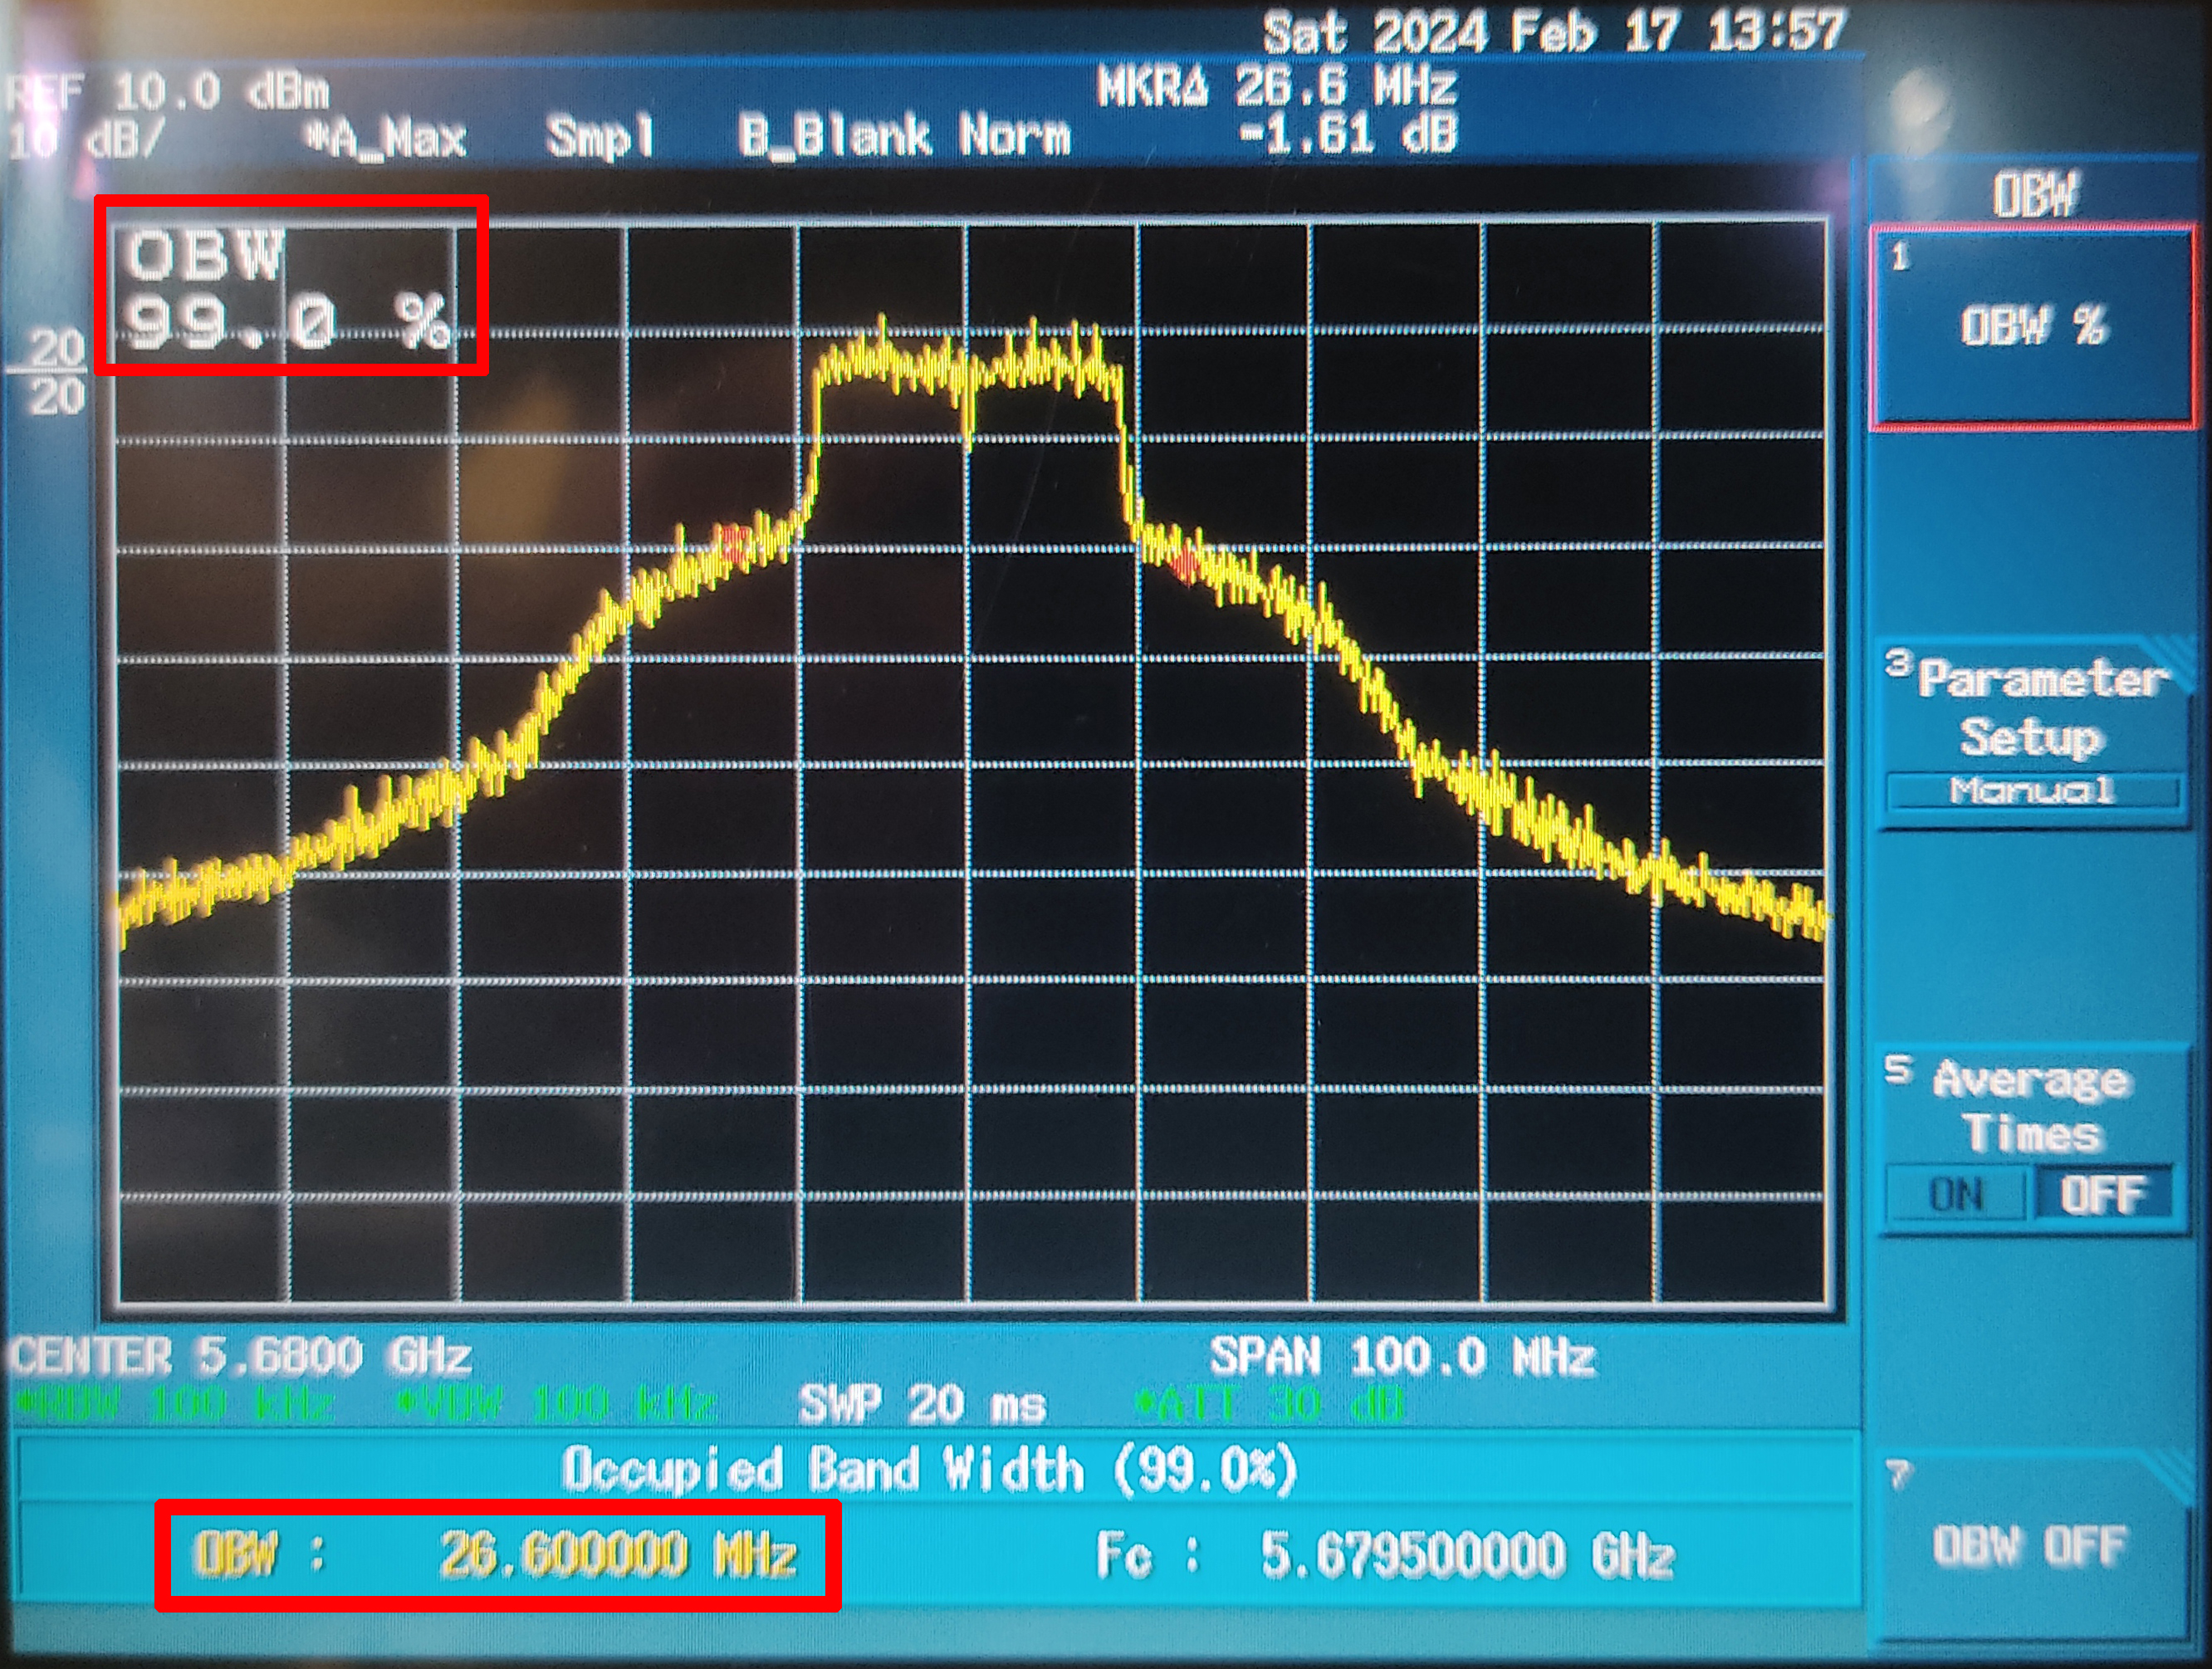 Sat 2024 Feb 17 13:57
REF 10.0 dBm
MKRΔ 26.6 MHz
10 dB/ *A_Max Smpl B_Blank Norm
-1.61 dB
OBW
OBW
99.0 %
1
OBW %
20
20
3 Parameter
Setup
Manual
5 Average
Times
ON OFF
CENTER 5.6800 GHz SPAN 100.0 MHz
*RBW 100 kHz *VBW 100 kHz SWP 20 ms *ATT 30 dB
Occupied Band Width (99.0%)
OBW : 26.600000 MHz Fc : 5.679500000 GHz
7
OBW OFF